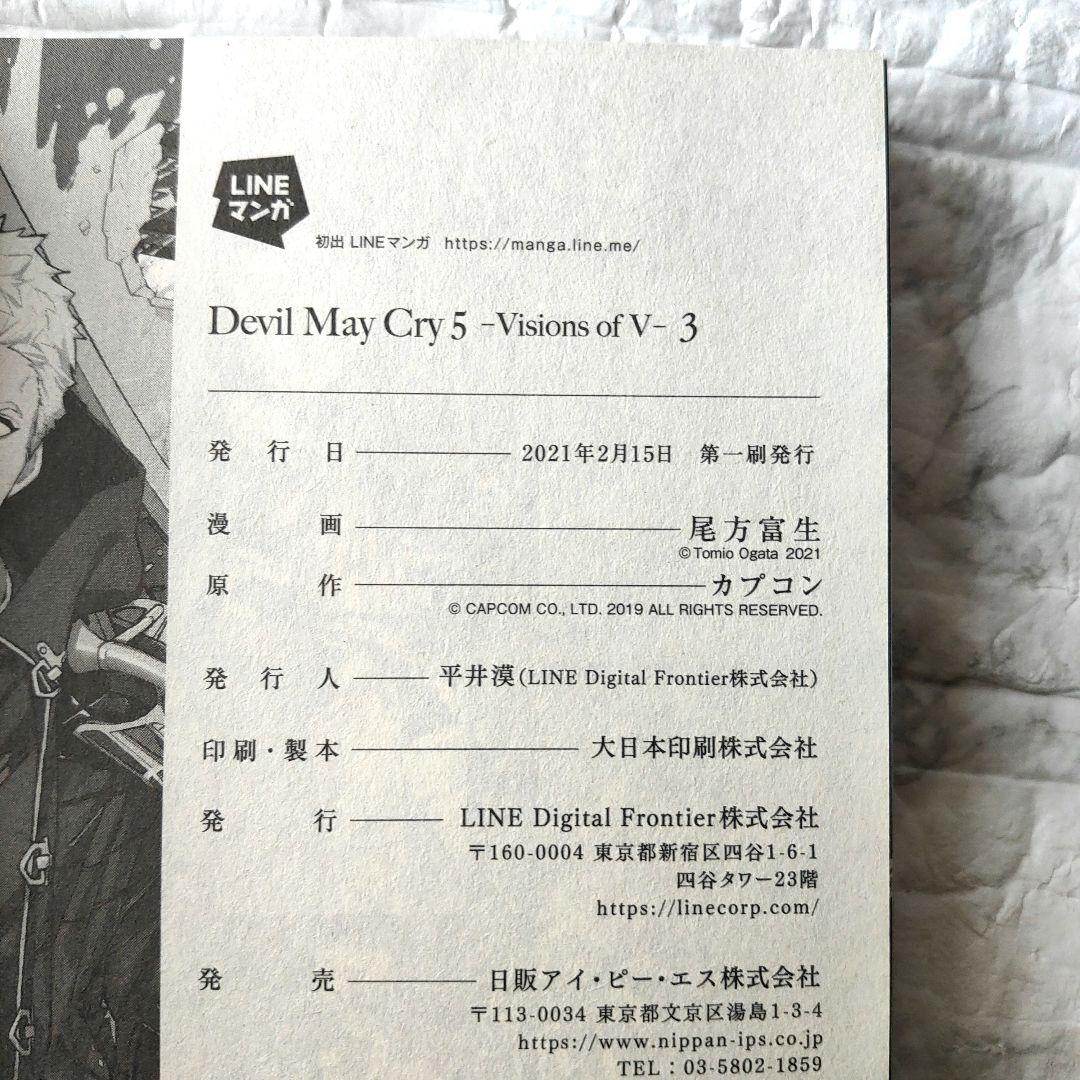 LINE
マンガ
初出 LINEマンガ https://manga.line.me/
Devil May Cry 5 -Visions of V- 3
発行日 2021年2月15日 第一刷発行
漫画 尾方富生
©Tomio Ogata 2021
原作 カプコン
© CAPCOM CO., LTD. 2019 ALL RIGHTS RESERVED.
発行人 平井漠(LINE Digital Frontier株式会社)
印刷・製本 大日本印刷株式会社
発行 LINE Digital Frontier株式会社
〒160-0004 東京都新宿区四谷1-6-1
四谷タワー23階
https://linecorp.com/
発売 日販アイ・ピー・エス株式会社
〒113-0034 東京都文京区湯島1-3-4
https://www.nippan-ips.co.jp
TEL：03-5802-1859